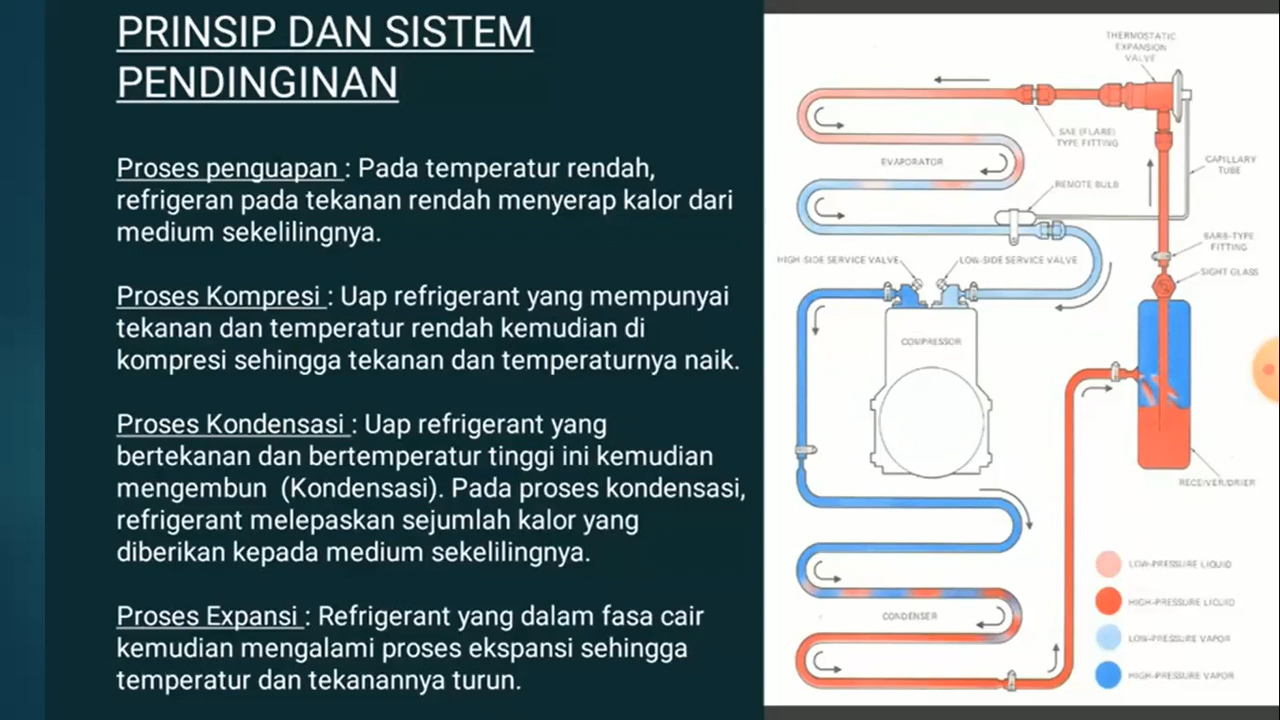 PRINSIP DAN SISTEM
PENDINGINAN
Proses penguapan : Pada temperatur rendah,
refrigeran pada tekanan rendah menyerap kalor dari
medium sekelilingnya.
Proses Kompresi : Uap refrigerant yang mempunyai
tekanan dan temperatur rendah kemudian di
kompresi sehingga tekanan dan temperaturnya naik.
Proses Kondensasi : Uap refrigerant yang
bertekanan dan bertemperatur tinggi ini kemudian
mengembun (Kondensasi). Pada proses kondensasi,
refrigerant melepaskan sejumlah kalor yang
diberikan kepada medium sekelilingnya.
Proses Expansi : Refrigerant yang dalam fasa cair
kemudian mengalami proses ekspansi sehingga
temperatur dan tekanannya turun.
THERMOSTATIC
EXPANSION
VALVE
SAE (FLARE)
TYPE FITTING
EVAPORATOR
CAPILLARY
TUBE
REMOTE BULB
BARB-TYPE
FITTING
HIGH-SIDE SERVICE VALVE
LOW-SIDE SERVICE VALVE
SIGHT GLASS
COMPRESSOR
RECEIVER/DRIER
CONDENSER
LOW-PRESSURE LIQUID
HIGH-PRESSURE LIQUID
LOW-PRESSURE VAPOR
HIGH-PRESSURE VAPOR